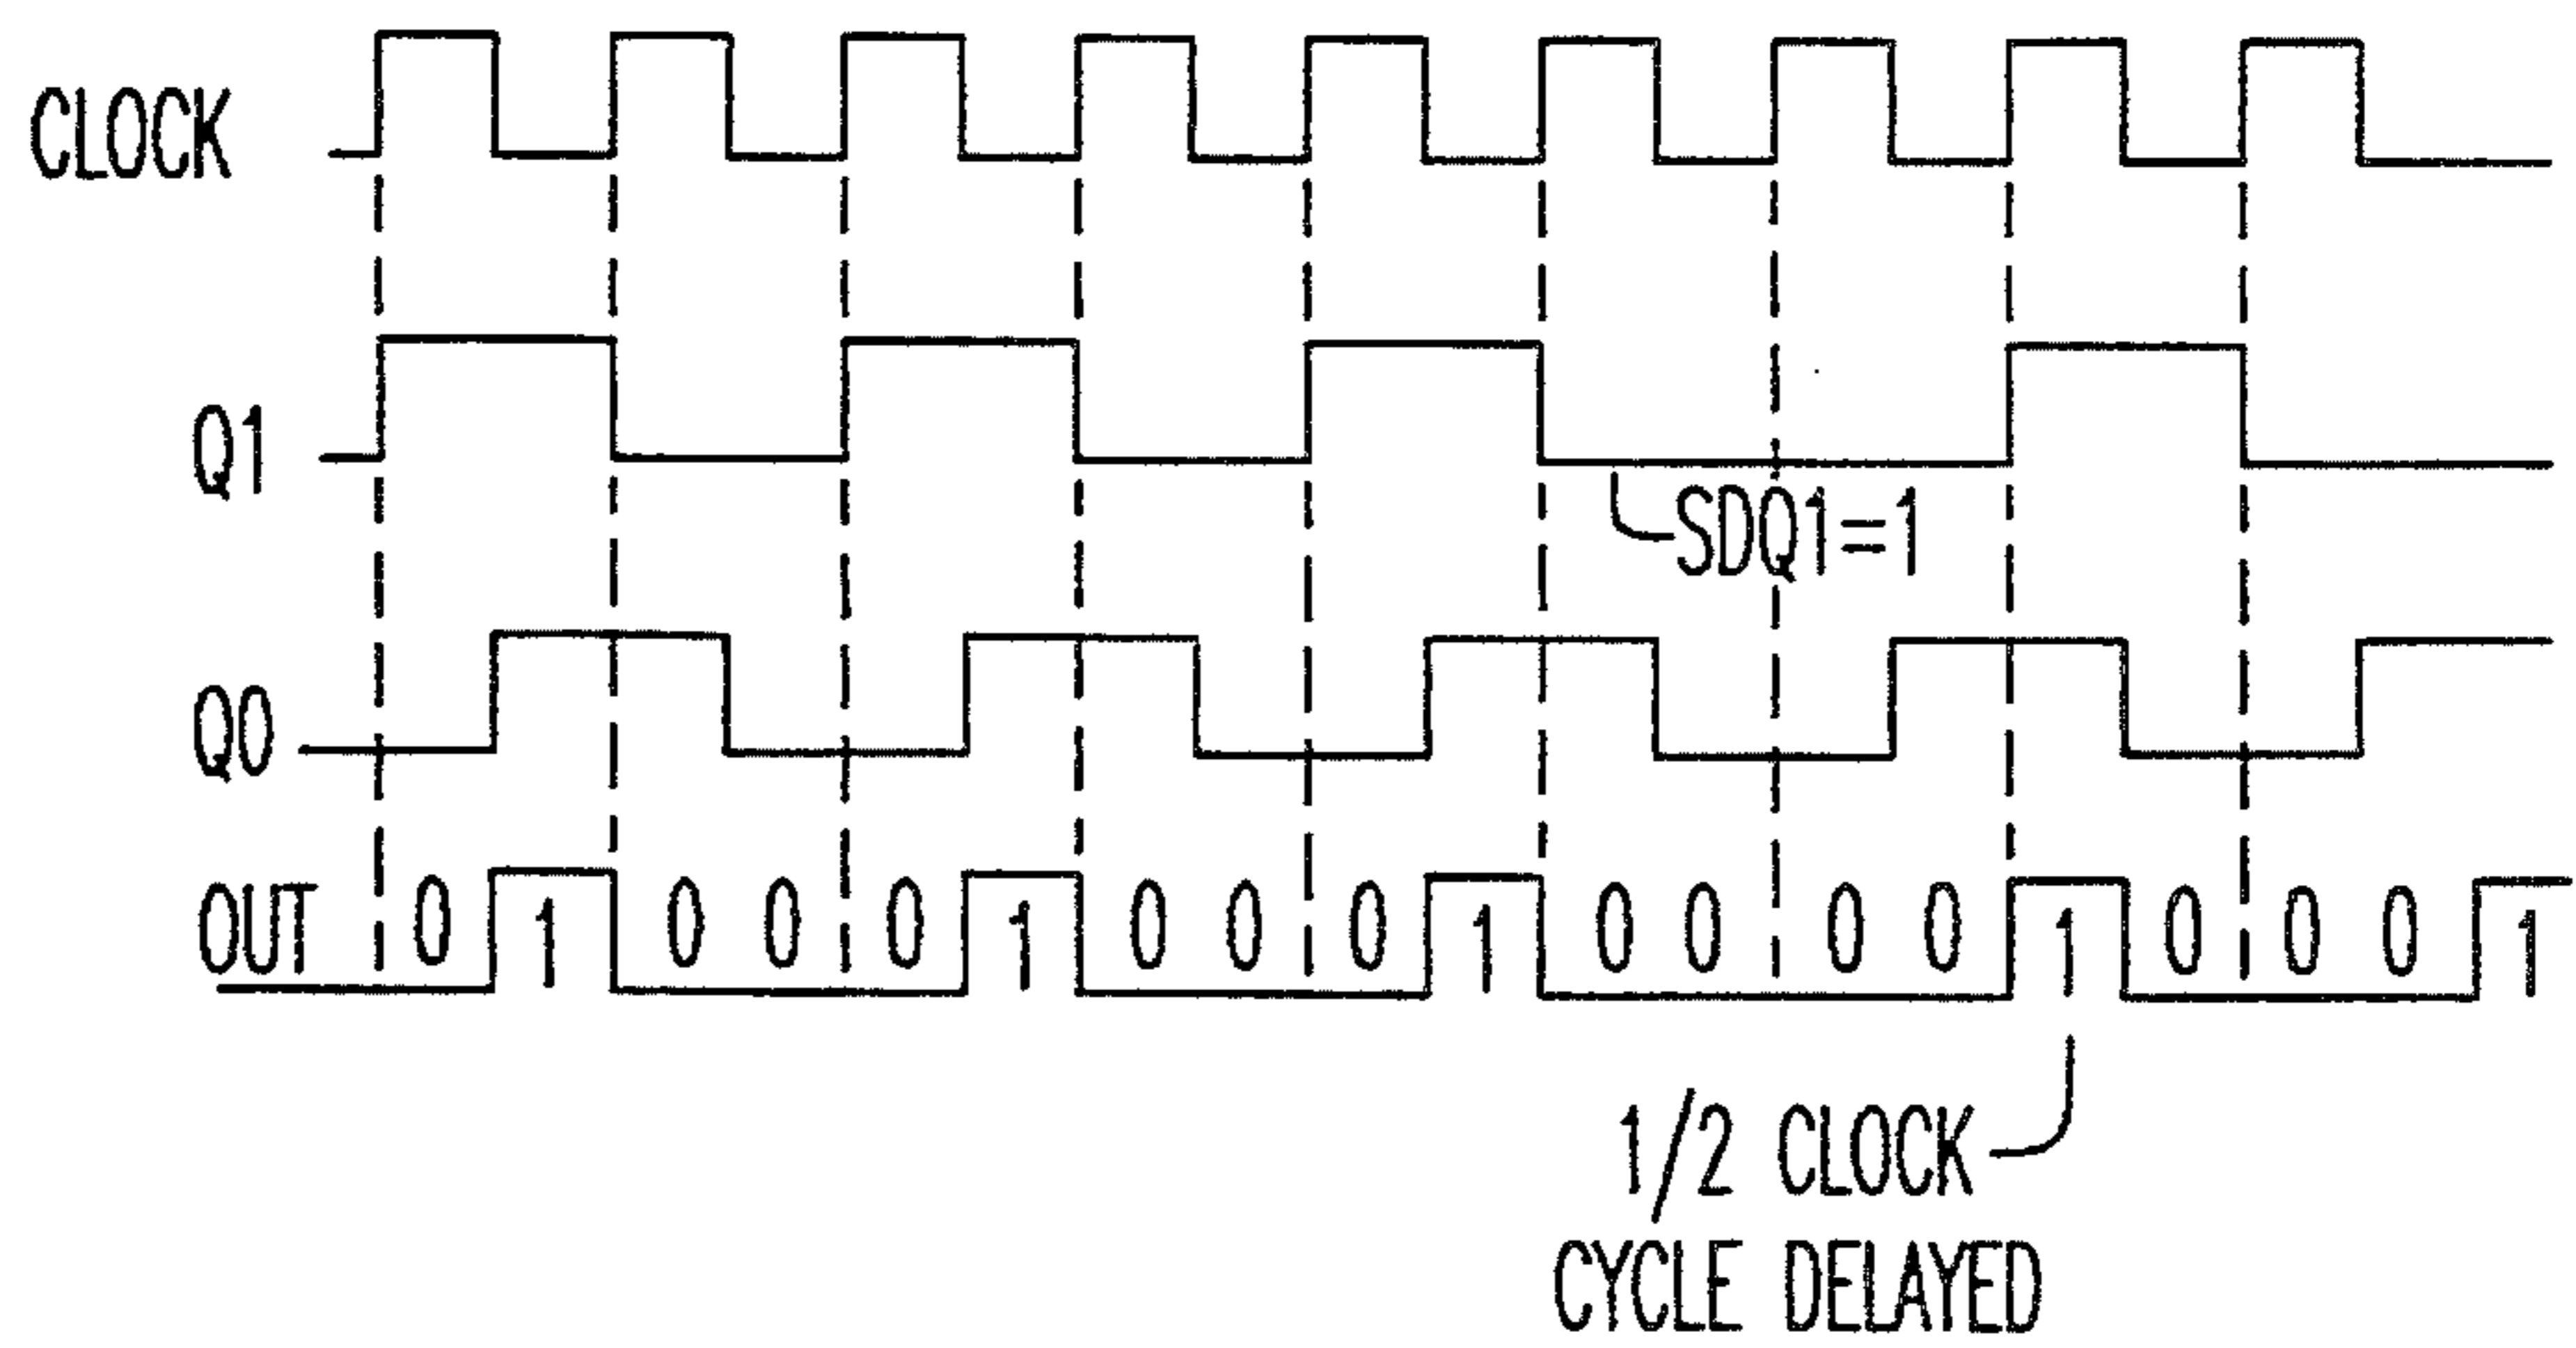 CLOCK
Q1
SDQ1=1
Q0
OUT 0 1 0 0 0 1 0 0 0 1 0 0 0 0 1 0 0 0 1
1/2 CLOCK
CYCLE DELAYED